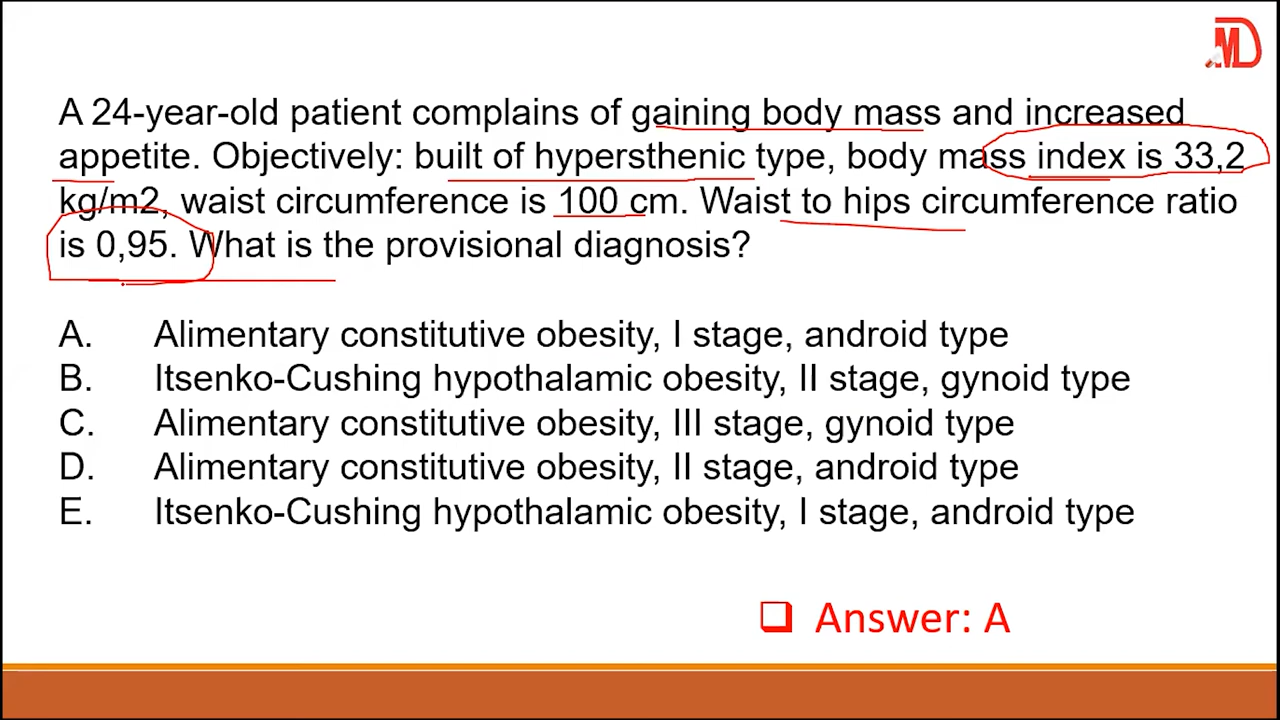 MD
A 24-year-old patient complains of gaining body mass and increased
appetite. Objectively: built of hypersthenic type, body mass index is 33,2
kg/m2, waist circumference is 100 cm. Waist to hips circumference ratio
is 0,95. What is the provisional diagnosis?
A. Alimentary constitutive obesity, I stage, android type
B. Itsenko-Cushing hypothalamic obesity, II stage, gynoid type
C. Alimentary constitutive obesity, III stage, gynoid type
D. Alimentary constitutive obesity, II stage, android type
E. Itsenko-Cushing hypothalamic obesity, I stage, android type
❑ Answer: A